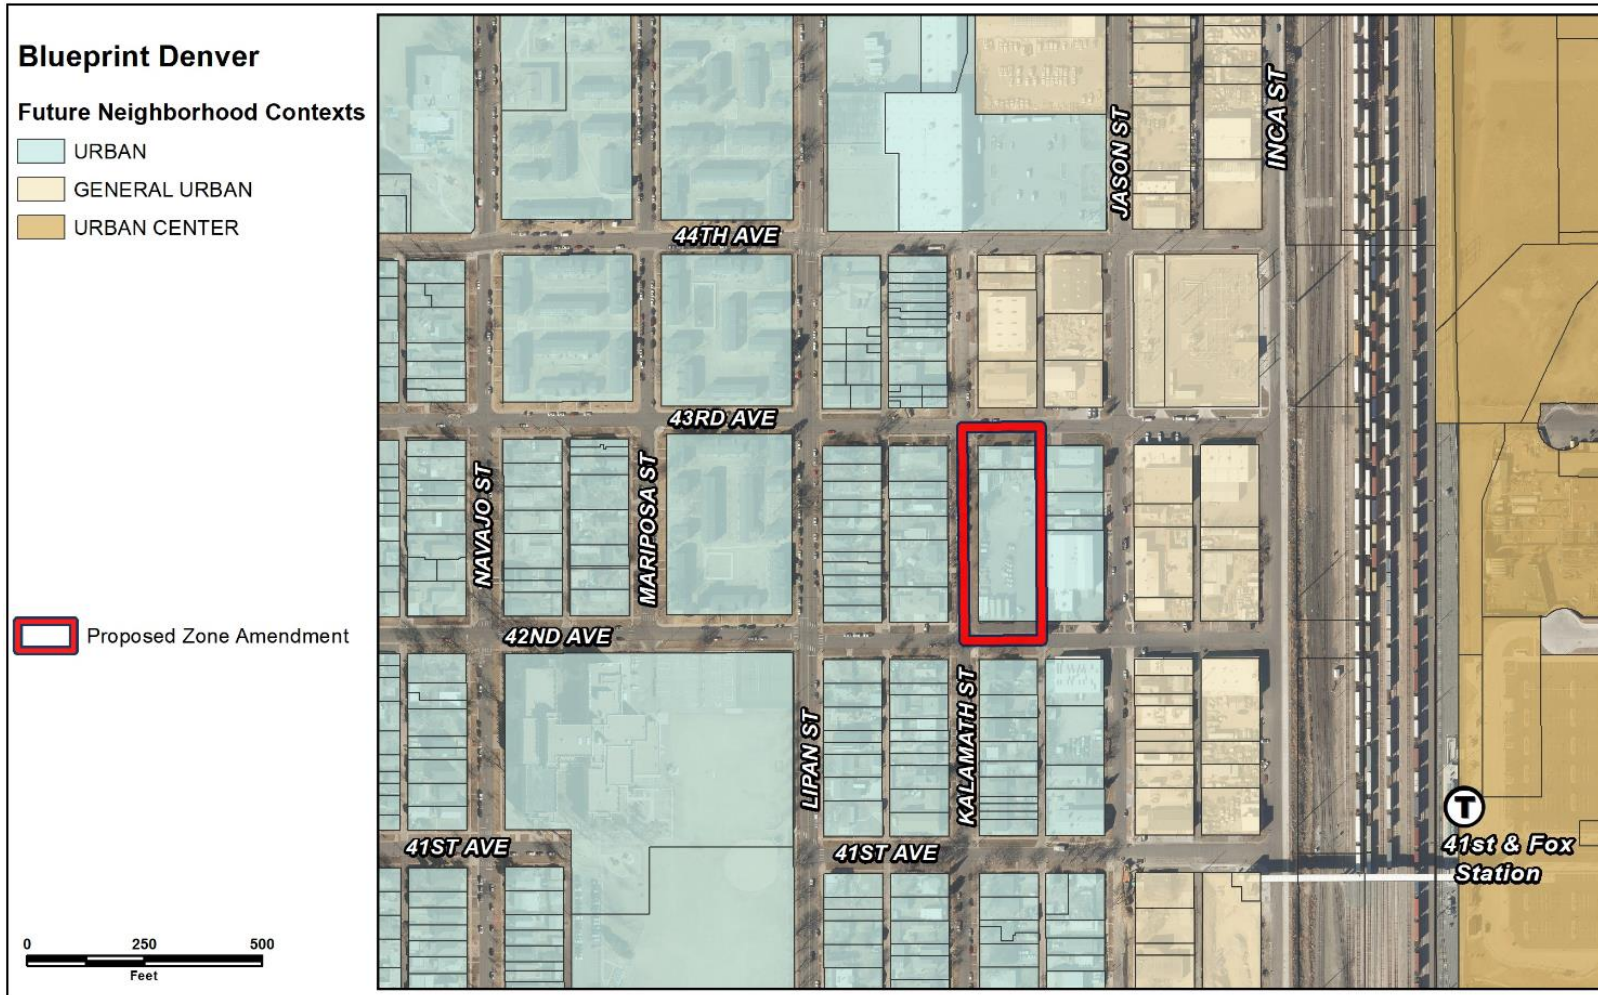 Blueprint Denver
Future Neighborhood Contexts
URBAN
GENERAL URBAN
URBAN CENTER
Proposed Zone Amendment
0 250 500
Feet
44TH AVE
JASON ST
INCA ST
43RD AVE
NAVAJO ST
MARIPOSA ST
42ND AVE
LIPAN ST
KALAMATH ST
41ST AVE
41ST AVE
T
41st & Fox
Station